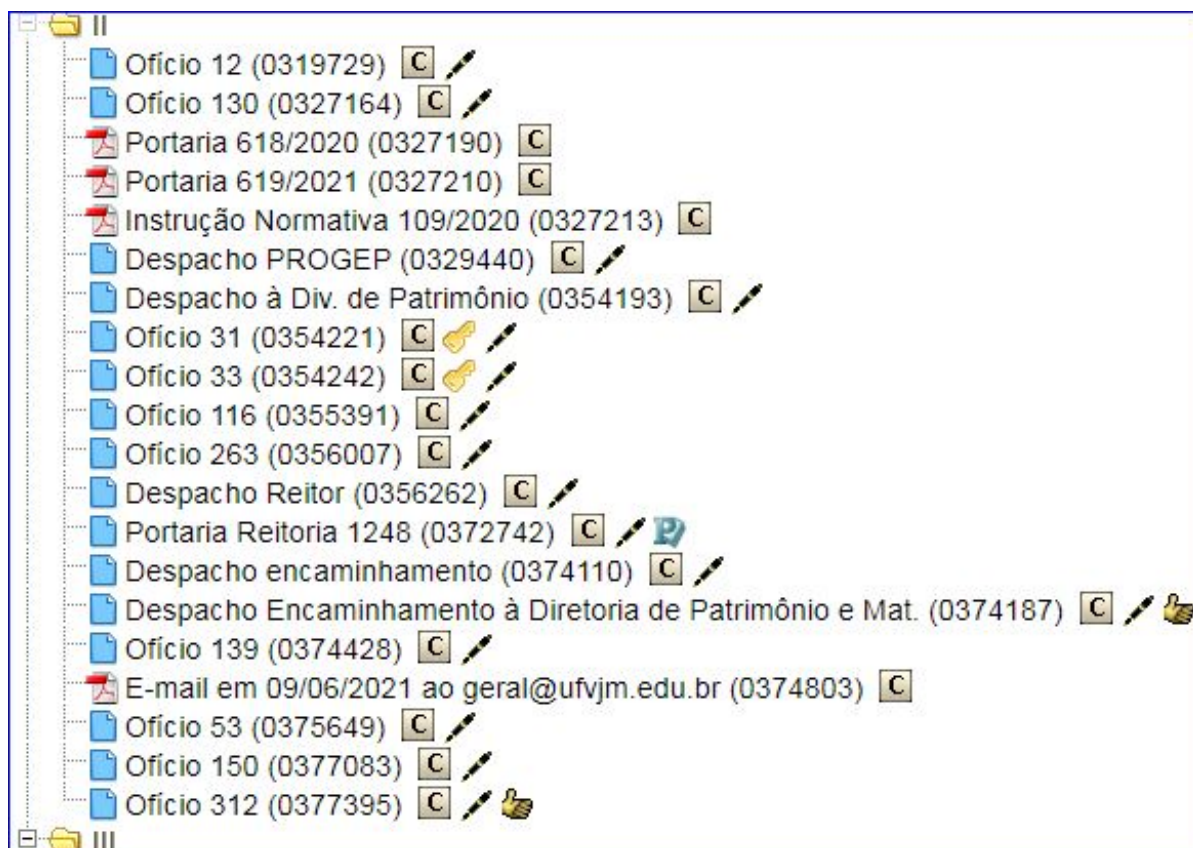 II
Ofício 12 (0319729) C
Ofício 130 (0327164) C
Portaria 618/2020 (0327190) C
Portaria 619/2021 (0327210) C
Instrução Normativa 109/2020 (0327213) C
Despacho PROGEP (0329440) C
Despacho à Div. de Patrimônio (0354193) C
Ofício 31 (0354221) C
Ofício 33 (0354242) C
Ofício 116 (0355391) C
Ofício 263 (0356007) C
Despacho Reitor (0356262) C
Portaria Reitoria 1248 (0372742) C P
Despacho encaminhamento (0374110) C
Despacho Encaminhamento à Diretoria de Patrimônio e Mat. (0374187) C
Ofício 139 (0374428) C
E-mail em 09/06/2021 ao geral@ufvjm.edu.br (0374803) C
Ofício 53 (0375649) C
Ofício 150 (0377083) C
Ofício 312 (0377395) C
III